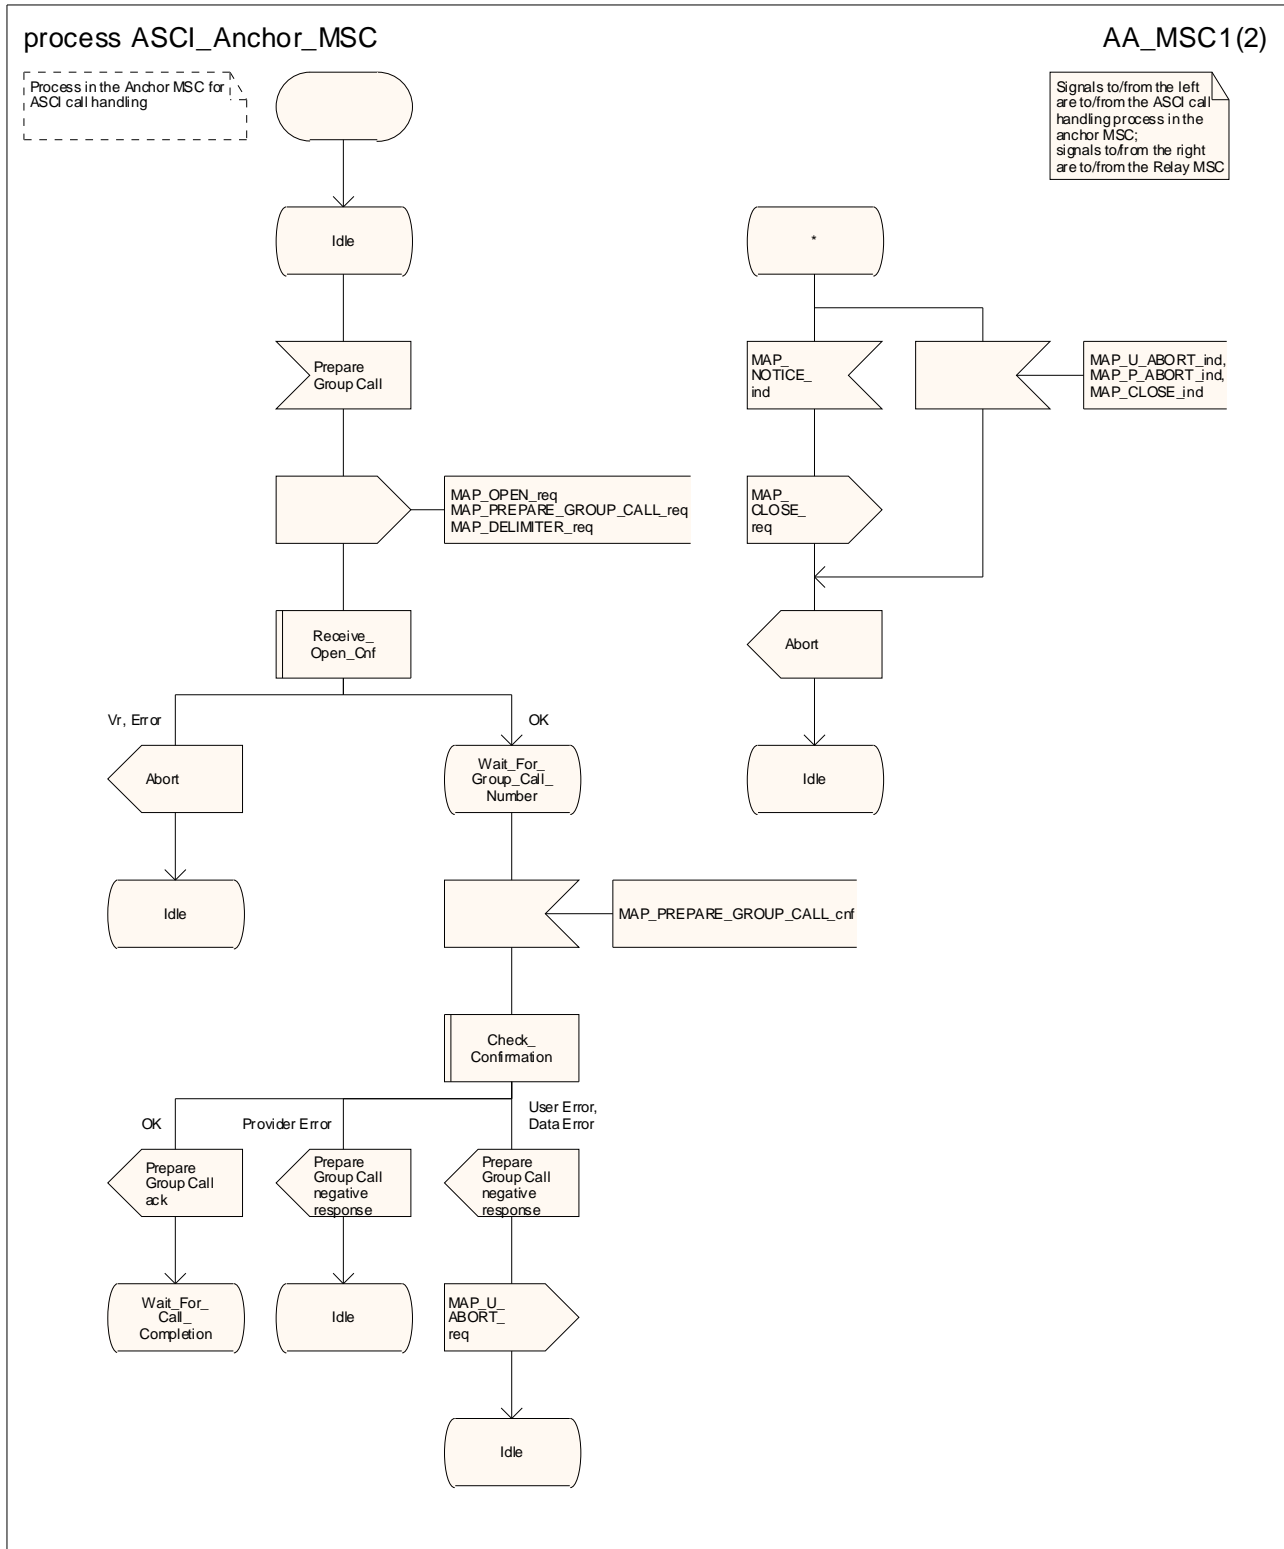 process ASCI_Anchor_MSC
AA_MSC1(2)
Process in the Anchor MSC for
ASCI call handling
Signals to/from the left
are to/from the ASCI call
handling process in the
anchor MSC;
signals to/from the right
are to/from the Relay MSC
Idle
*
Prepare
Group Call
MAP_
NOTICE_
ind
MAP_U_ABORT_ind,
MAP_P_ABORT_ind,
MAP_CLOSE_ind
MAP_OPEN_req
MAP_PREPARE_GROUP_CALL_req
MAP_DELIMITER_req
MAP_
CLOSE_
req
Receive_
Open_Cnf
Abort
Vr, Error
OK
Abort
Wait_For_
Group_Call_
Number
Idle
Idle
MAP_PREPARE_GROUP_CALL_cnf
Check_
Confirmation
OK
Provider Error
User Error,
Data Error
Prepare
Group Call
ack
Prepare
Group Call
negative
response
Prepare
Group Call
negative
response
Wait_For_
Call_
Completion
Idle
MAP_U_
ABORT_
req
Idle